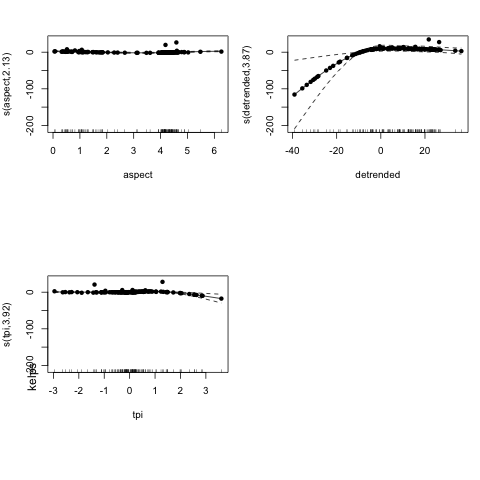 s(aspect,2.13)
0
-100
-200
0 1 2 3 4 5 6
aspect
s(detrended,3.87)
0
-100
-200
-40 -20 0 20
detrended
s(tpi,3.92)
0
-100
-200
-3 -2 -1 0 1 2 3
tpi